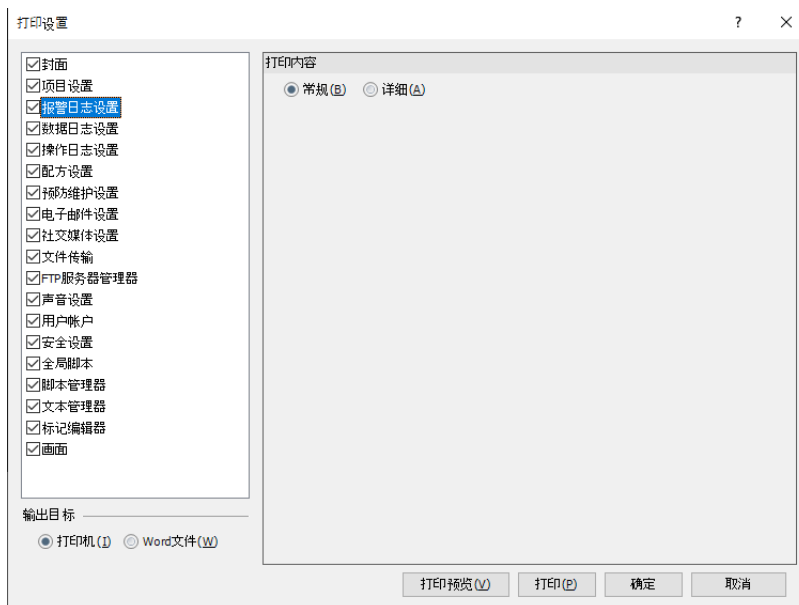 打印设置
封面
项目设置
报警日志设置
数据日志设置
操作日志设置
配方设置
预防维护设置
电子邮件设置
社交媒体设置
文件传输
FTP服务器管理器
声音设置
用户帐户
安全设置
全局脚本
脚本管理器
文本管理器
标记编辑器
画面
输出目标
打印机(I) Word文件(W)
打印内容
常规(B) 详细(A)
打印预览(V) 打印(P) 确定 取消